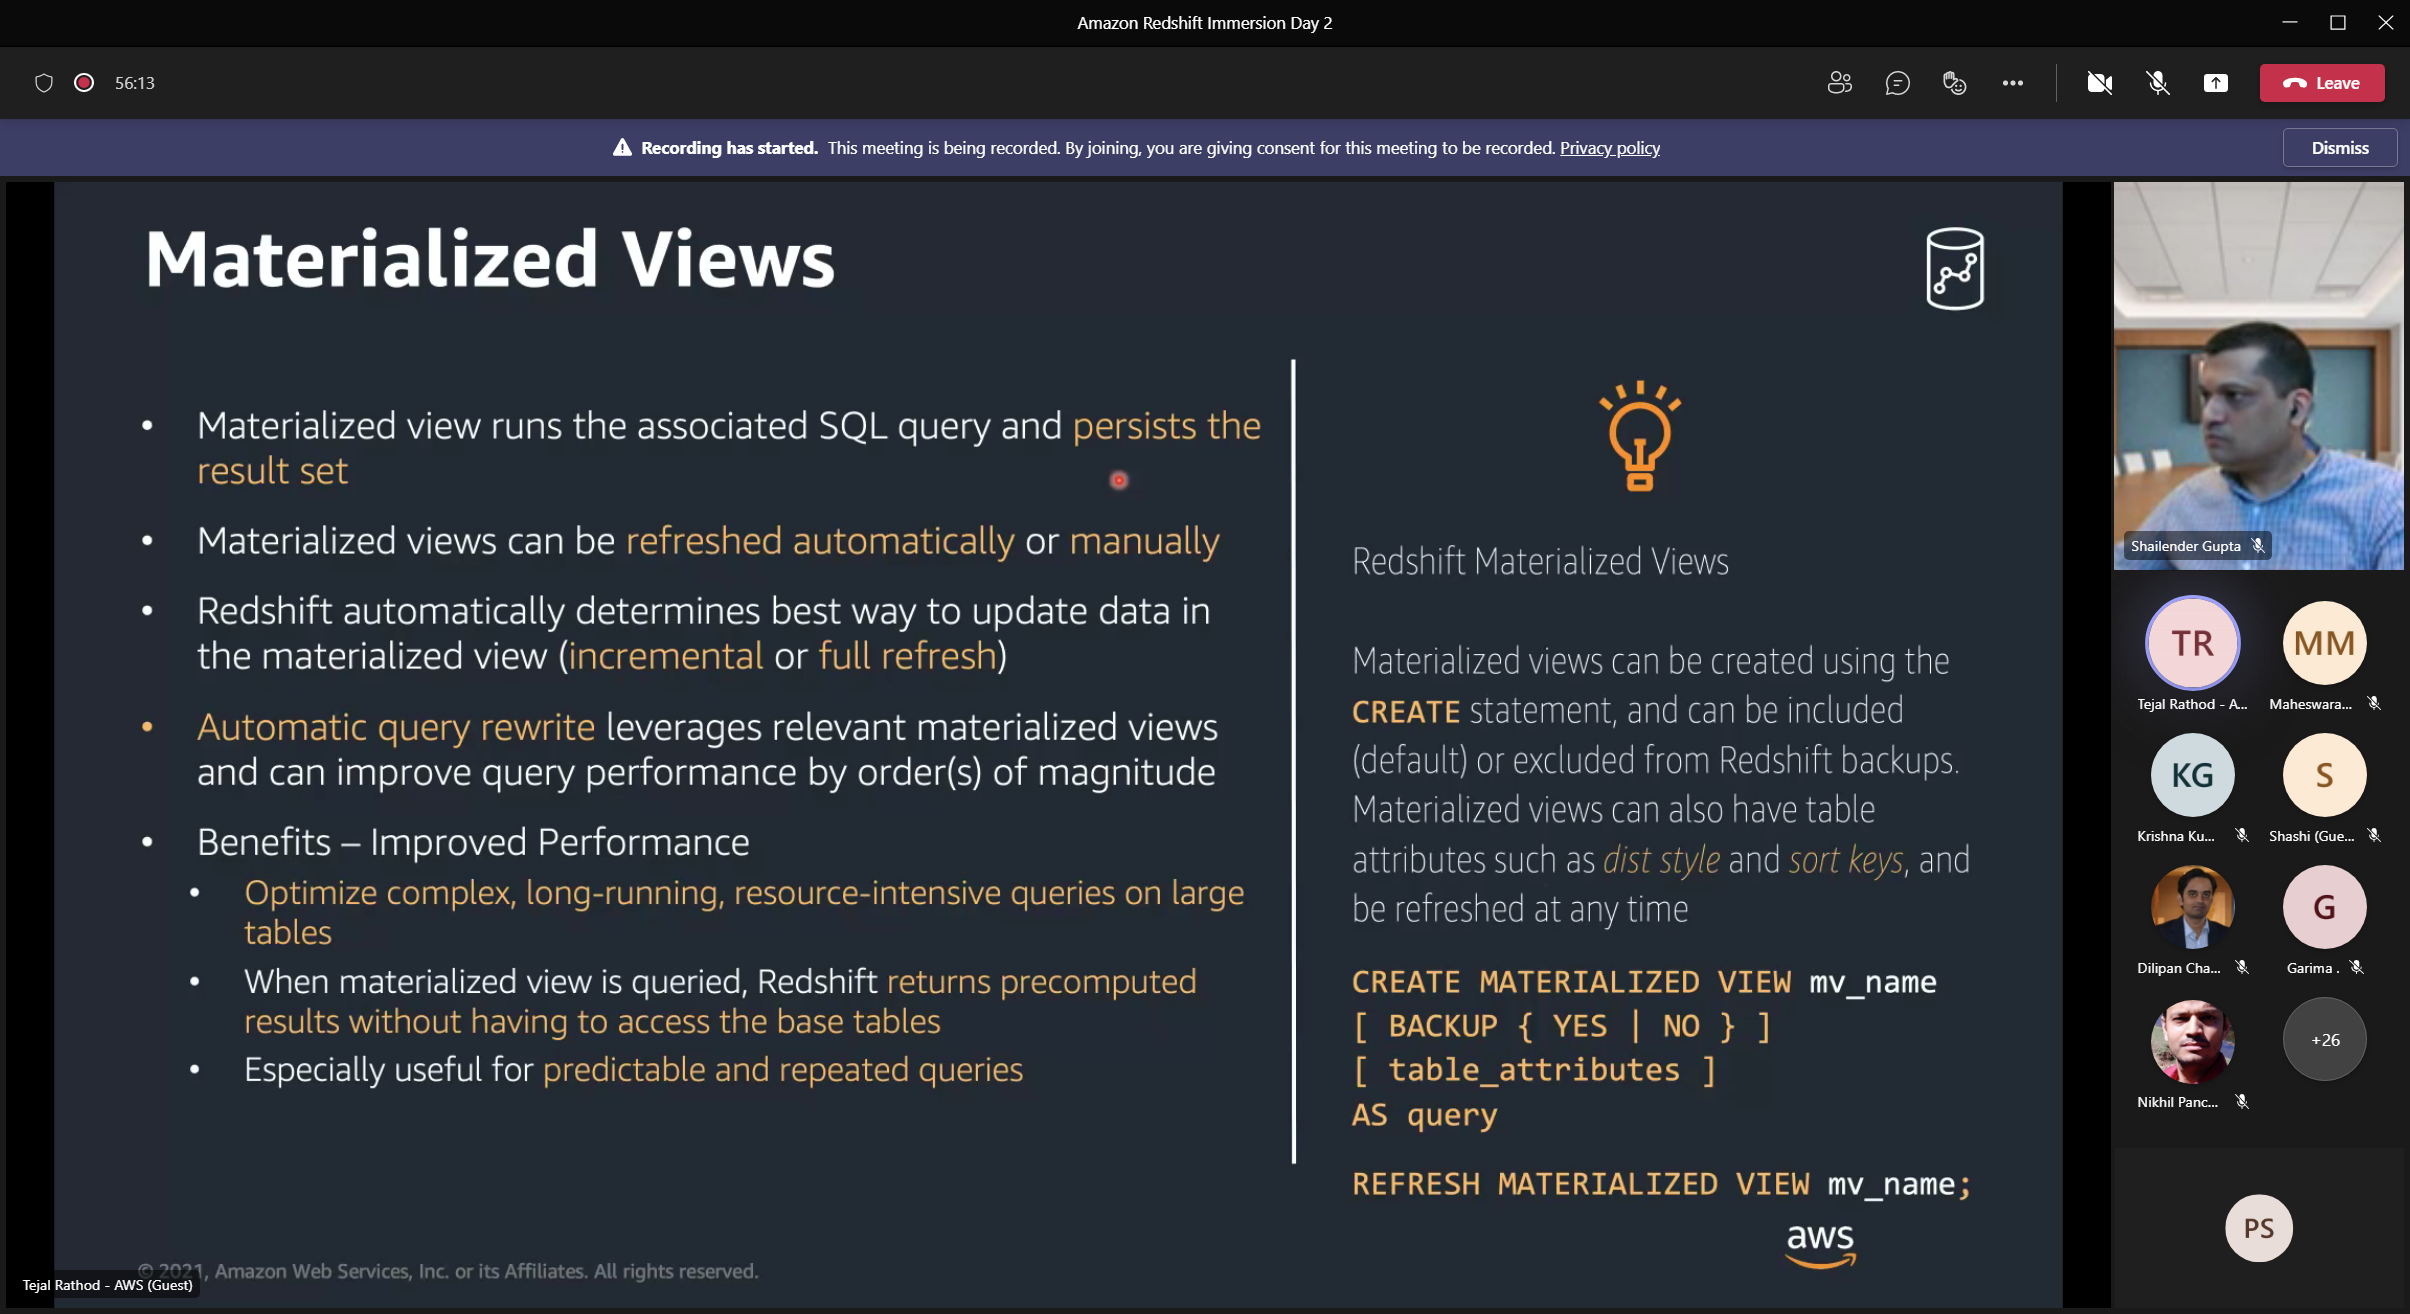 Amazon Redshift Immersion Day 2
56:13
Leave
Recording has started. This meeting is being recorded. By joining, you are giving consent for this meeting to be recorded. Privacy policy
Dismiss
Materialized Views
• Materialized view runs the associated SQL query and persists the
result set
• Materialized views can be refreshed automatically or manually
• Redshift automatically determines best way to update data in
the materialized view (incremental or full refresh)
• Automatic query rewrite leverages relevant materialized views
and can improve query performance by order(s) of magnitude
• Benefits – Improved Performance
• Optimize complex, long-running, resource-intensive queries on large
tables
• When materialized view is queried, Redshift returns precomputed
results without having to access the base tables
• Especially useful for predictable and repeated queries
Redshift Materialized Views
Materialized views can be created using the
CREATE statement, and can be included
(default) or excluded from Redshift backups.
Materialized views can also have table
attributes such as dist style and sort keys, and
be refreshed at any time
CREATE MATERIALIZED VIEW mv_name
[ BACKUP { YES | NO } ]
[ table_attributes ]
AS query
REFRESH MATERIALIZED VIEW mv_name;
aws
© 2021, Amazon Web Services, Inc. or its Affiliates. All rights reserved.
Tejal Rathod - AWS (Guest)
Shailender Gupta
TR
MM
Tejal Rathod - A...
Maheswara...
KG
S
Krishna Ku...
Shashi (Gue...
G
Dilipan Cha...
Garima .
+26
Nikhil Panc...
PS